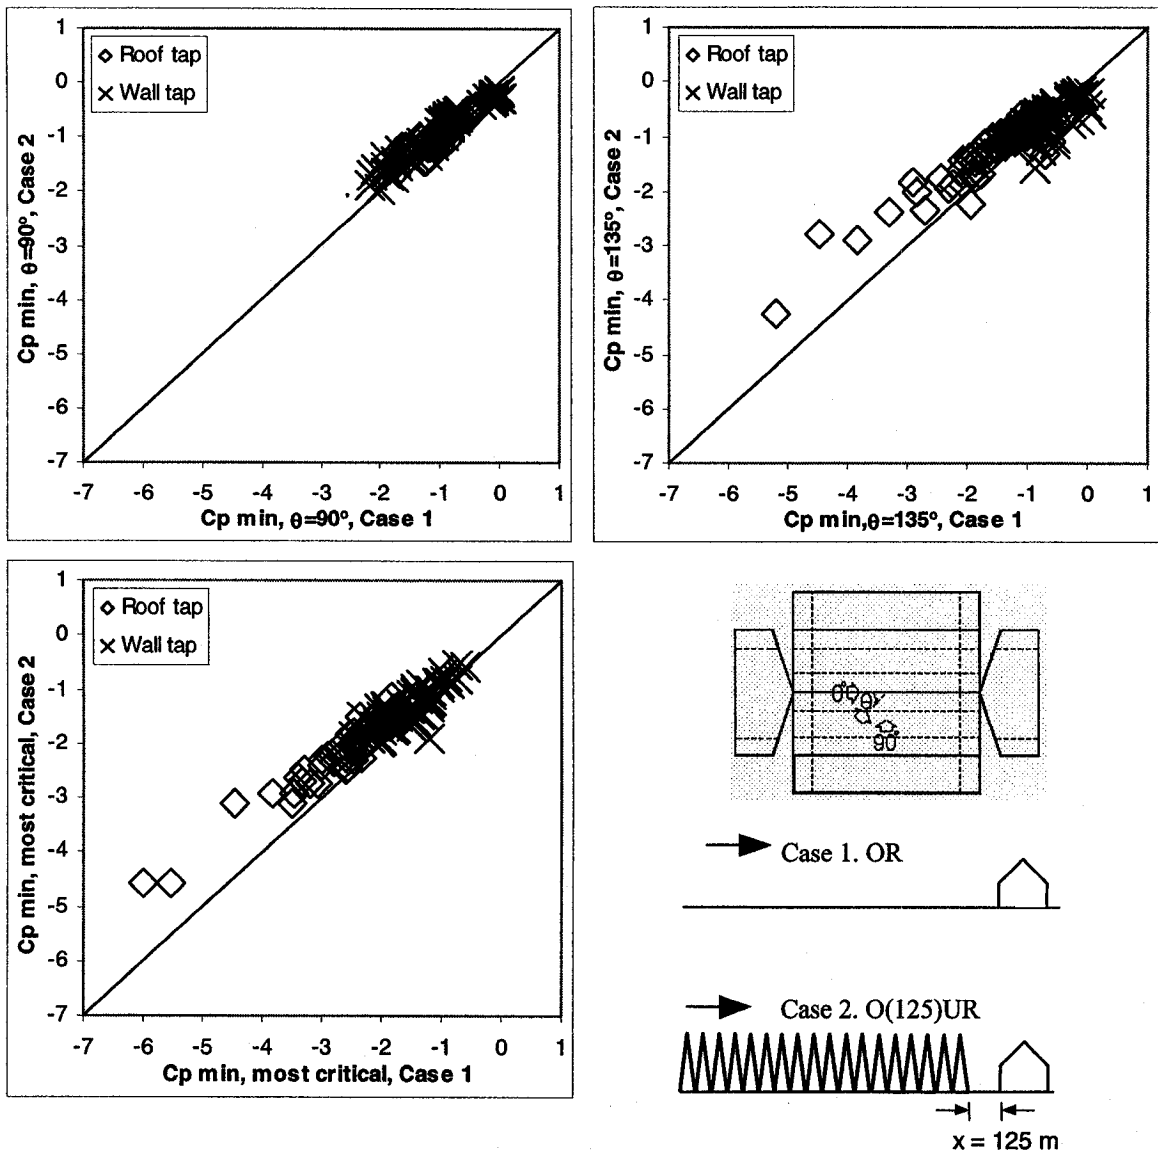 1
0
-1
-2
-3
-4
-5
-6
-7
Roof tap
Wall tap
Cp min, θ=90º, Case 2
-7 -6 -5 -4 -3 -2 -1 0 1
Cp min, θ=90º, Case 1
1
0
-1
-2
-3
-4
-5
-6
-7
Roof tap
Wall tap
Cp min, θ=135º, Case 2
-7 -6 -5 -4 -3 -2 -1 0 1
Cp min,θ=135º, Case 1
1
0
-1
-2
-3
-4
-5
-6
-7
Roof tap
Wall tap
Cp min, most critical, Case 2
-7 -6 -5 -4 -3 -2 -1 0 1
Cp min, most critical, Case 1
0° θ
90°
Case 1. OR
Case 2. O(125)UR
x = 125 m